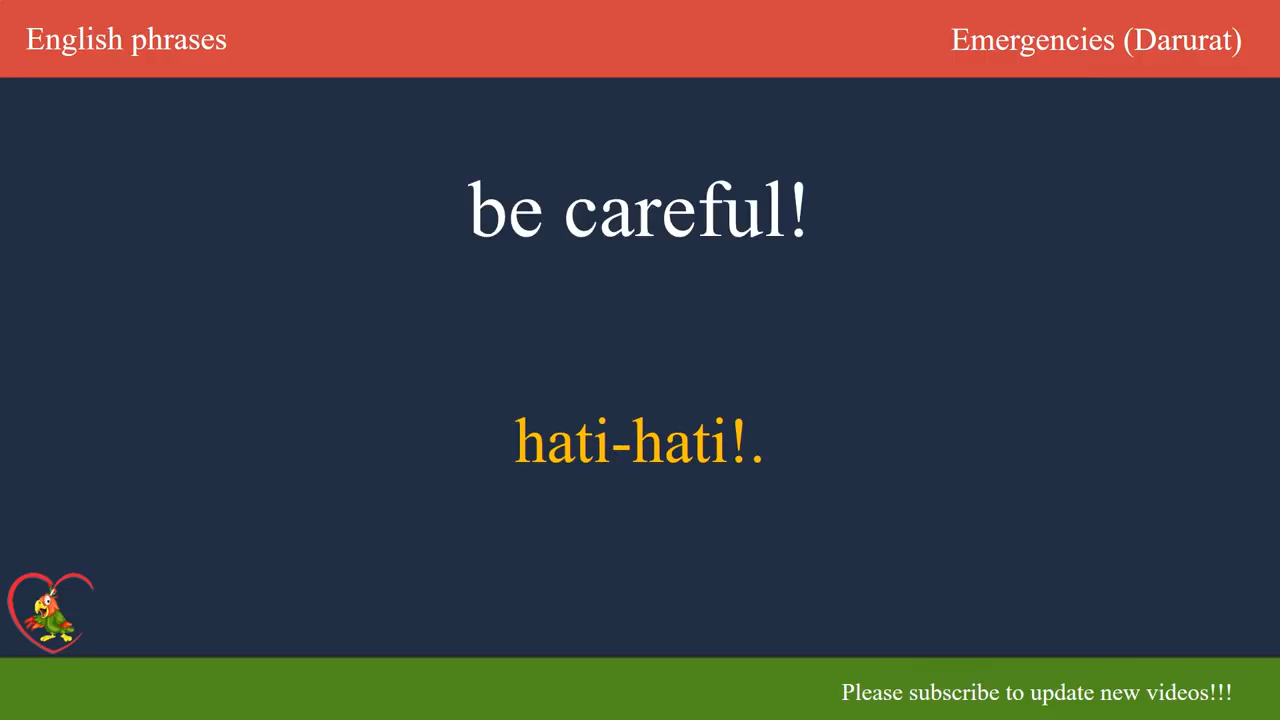 English phrases
Emergencies (Darurat)
be careful!
hati-hati!.
Please subscribe to update new videos!!!